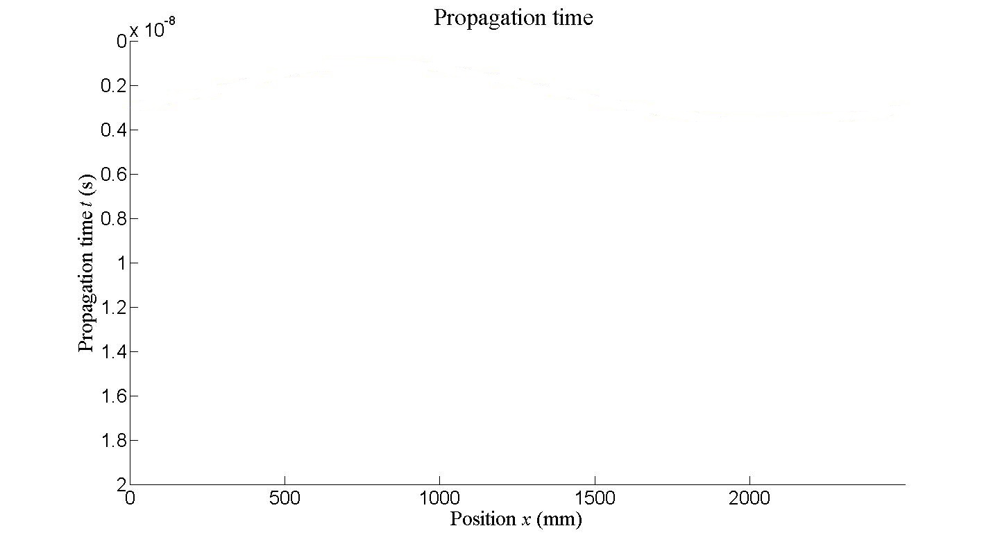 Propagation time
x 10-8
0
0.2
0.4
0.6
0.8
1
1.2
1.4
1.6
1.8
2
Propagation time t (s)
0 500 1000 1500 2000
Position x (mm)